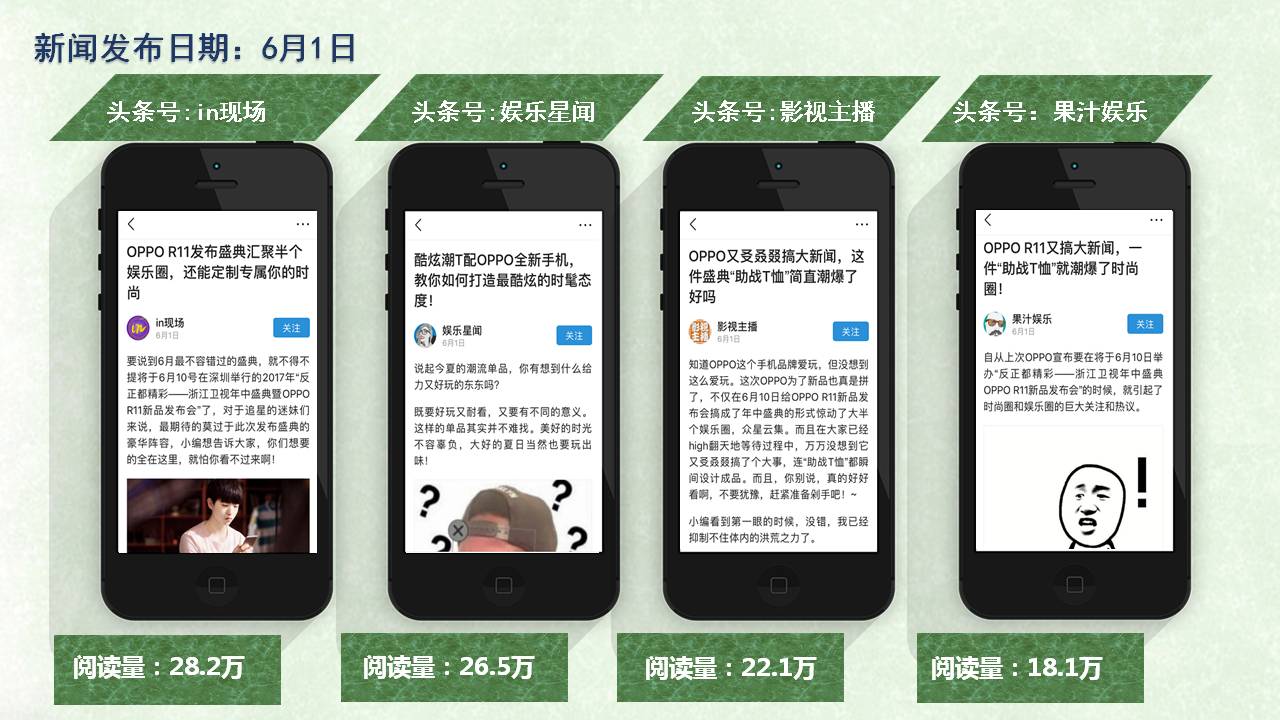 新闻发布日期：6月1日
头条号：in现场
头条号：娱乐星闻
头条号：影视主播
头条号：果汁娱乐
OPPO R11发布盛典汇聚半个
娱乐圈，还能定制专属你的时
尚
in现场
6月1日
关注
要说到6月最不容错过的盛典，就不得不
提将于6月10号在深圳举行的2017年“反
正都精彩——浙江卫视年中盛典暨OPPO
R11新品发布会”了，对于追星的迷妹们
来说，最期待的莫过于此次发布盛典的
豪华阵容，小编想告诉大家，你们想要
的全在这里，就怕你看不过来啊！
酷炫潮T配OPPO全新手机，
教你如何打造最酷炫的时髦态
度！
娱乐星闻
6月1日
关注
说起今夏的潮流单品，你有想到什么给
力又好玩的东东吗？
既要好玩又耐看，又要有不同的意义。
这样的单品其实并不难找。美好的时光
不容辜负，大好的夏日当然也要玩出
味！
? ? ? ?
OPPO又叒叕叕搞大新闻，这
件盛典“助战T恤”简直潮爆了
好吗
影视主播
影视主播
6月1日
关注
知道OPPO这个手机品牌爱玩，但没想到
这么爱玩。这次OPPO为了新品也真是拼
了，不仅在6月10日给OPPO R11新品发
布会搞成了年中盛典的形式惊动了大半
个娱乐圈，众星云集。而且在大家已经
high翻天地等待过程中，万万没想到它
又叒叕叕搞了个大事，连“助战T恤”都瞬
间设计成品。而且，你别说，真的好好
看啊，不要犹豫，赶紧准备剁手吧！~
小编看到第一眼的时候，没错，我已经
抑制不住体内的洪荒之力了。
OPPO R11又搞大新闻，一
件“助战T恤”就潮爆了时尚
圈！
果汁娱乐
6月1日
关注
自从上次OPPO宣布要在将于6月10日举
办“反正都精彩——浙江卫视年中盛典
OPPO R11新品发布会”的时候，就引起了
时尚圈和娱乐圈的巨大关注和热议。
!
阅读量：28.2万
阅读量：26.5万
阅读量：22.1万
阅读量：18.1万